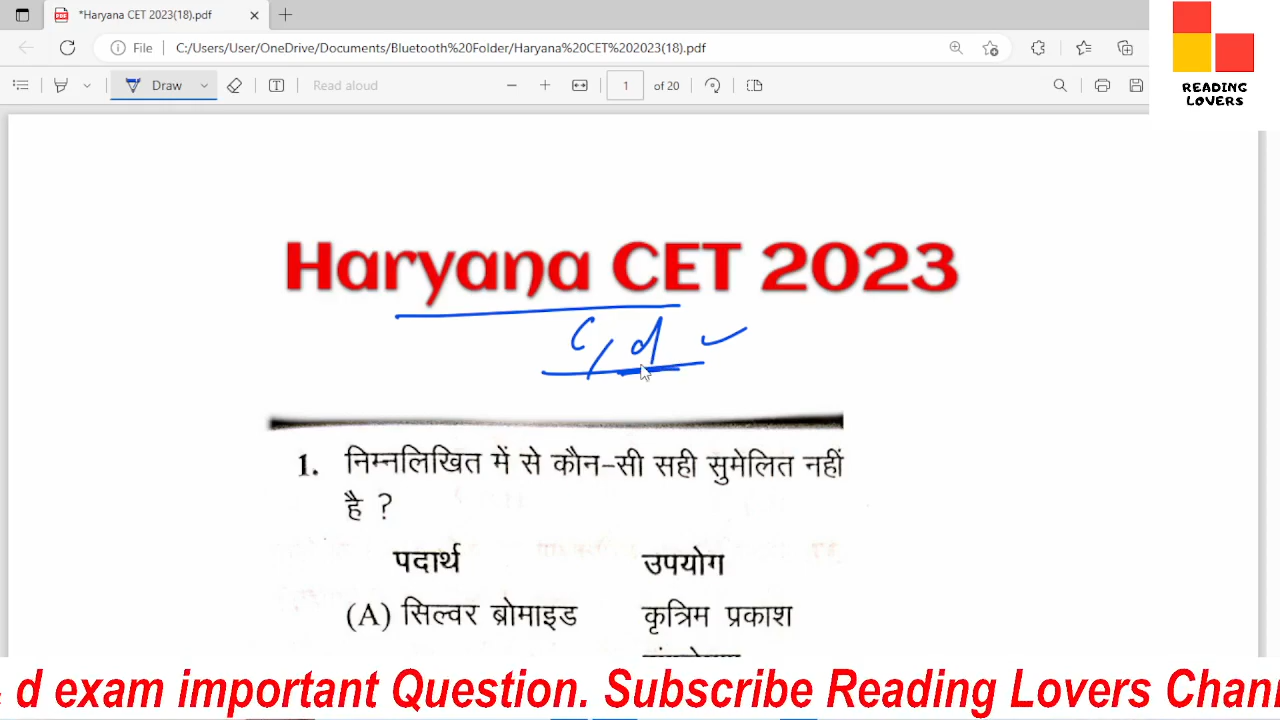 *Haryana CET 2023(18).pdf
File C:/Users/User/OneDrive/Documents/Bluetooth%20Folder/Haryana%20CET%202023(18).pdf
Draw Read aloud 1 of 20
READING
LOVERS
Haryana CET 2023
C/d
1. निम्नलिखित में से कौन-सी सही सुमेलित नहीं
है ?
पदार्थ उपयोग
(A) सिल्वर ब्रोमाइड कृत्रिम प्रकाश
d exam important Question. Subscribe Reading Lovers Chan